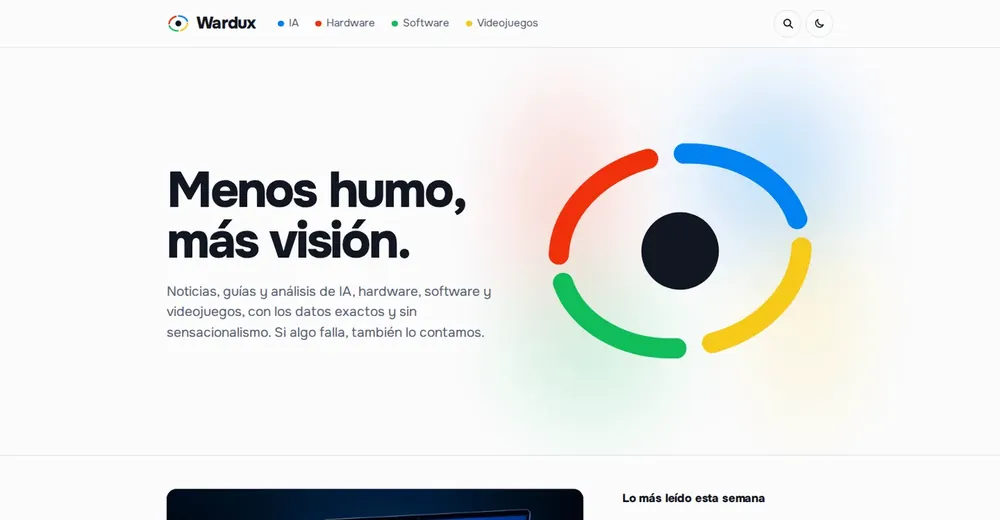 Wardux
IA
Hardware
Software
Videojuegos
Menos humo,
más visión.
Noticias, guías y análisis de IA, hardware, software y
videojuegos, con los datos exactos y sin
sensacionalismo. Si algo falla, también lo contamos.
Lo más leído esta semana